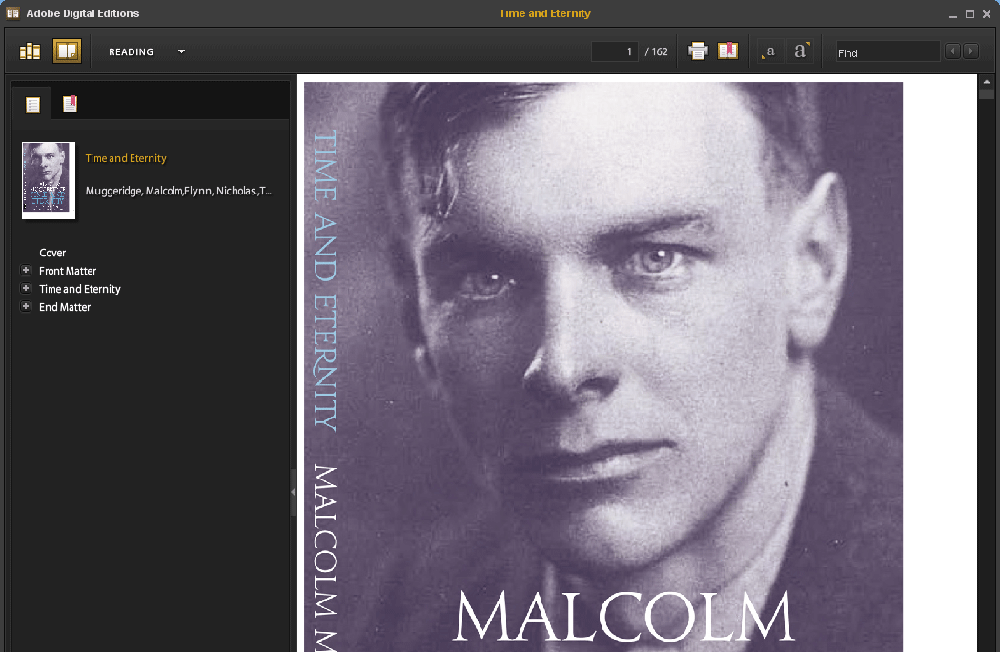 Adobe Digital Editions
Time and Eternity
READING
1 / 162
a
a
Find
Time and Eternity
Muggeridge, Malcolm,Flynn, Nicholas.,T...
Cover
Front Matter
Time and Eternity
End Matter
TIME AND ETERNITY MALCOLM M
MALCOLM